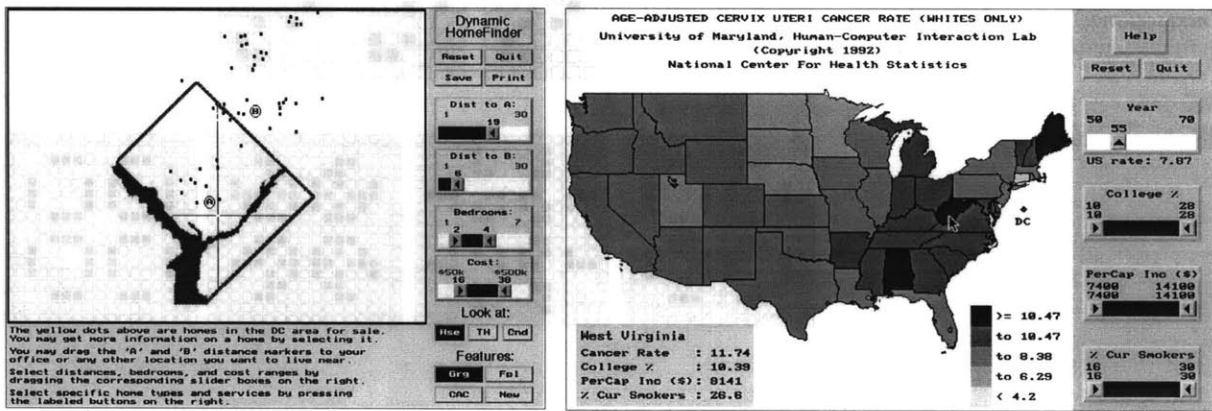 Dynamic
HomeFinder
Reset Quit
Save Print
Dist to A:
1 30
19
Dist to B:
1 30
6
Bedrooms:
1 7
2 4
Cost:
$50k $500k
16 38
Look at:
Hse TH Cnd
Features:
Grg Fpl
CAC New
A
B
The yellow dots above are homes in the DC area for sale.
You may get more information on a home by selecting it.
You may drag the 'A' and 'B' distance markers to your
office or any other location you want to live near.
Select distances, bedrooms, and cost ranges by
dragging the corresponding slider boxes on the right.
Select specific home types and services by pressing
the labeled buttons on the right.
AGE-ADJUSTED CERVIX UTERI CANCER RATE (WHITES ONLY)
University of Maryland, Human-Computer Interaction Lab
(Copyright 1992)
National Center For Health Statistics
DC
West Virginia
Cancer Rate : 11.74
College % : 10.39
PerCap Inc ($): 8141
% Cur Smokers : 26.6
>= 10.47
to 10.47
to 8.38
to 6.29
< 4.2
Help
Reset Quit
Year
50 70
55
US rate: 7.87
College %
10 28
10 28
PerCap Inc ($)
7400 14100
7400 14100
% Cur Smokers
16 30
16 30